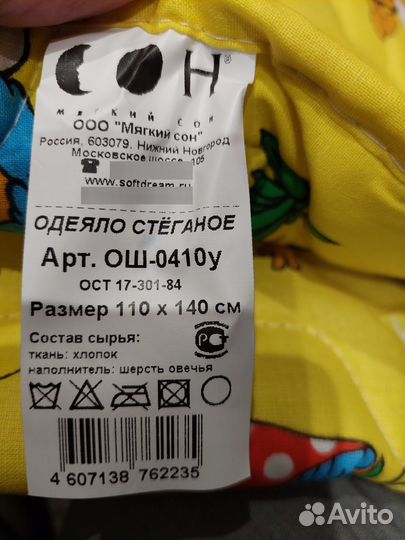 СОН®
МЯГКИЙ СОН
ООО "Мягкий сон"
Россия, 603079, Нижний Новгород
Московское шоссе, 105
www.softdream.ru
ОДЕЯЛО СТЁГАНОЕ
Арт. ОШ-0410у
ОСТ 17-301-84
Размер 110 х 140 см
Состав сырья:
ткань: хлопок
наполнитель: шерсть овечья
4 607138 762235
Avito